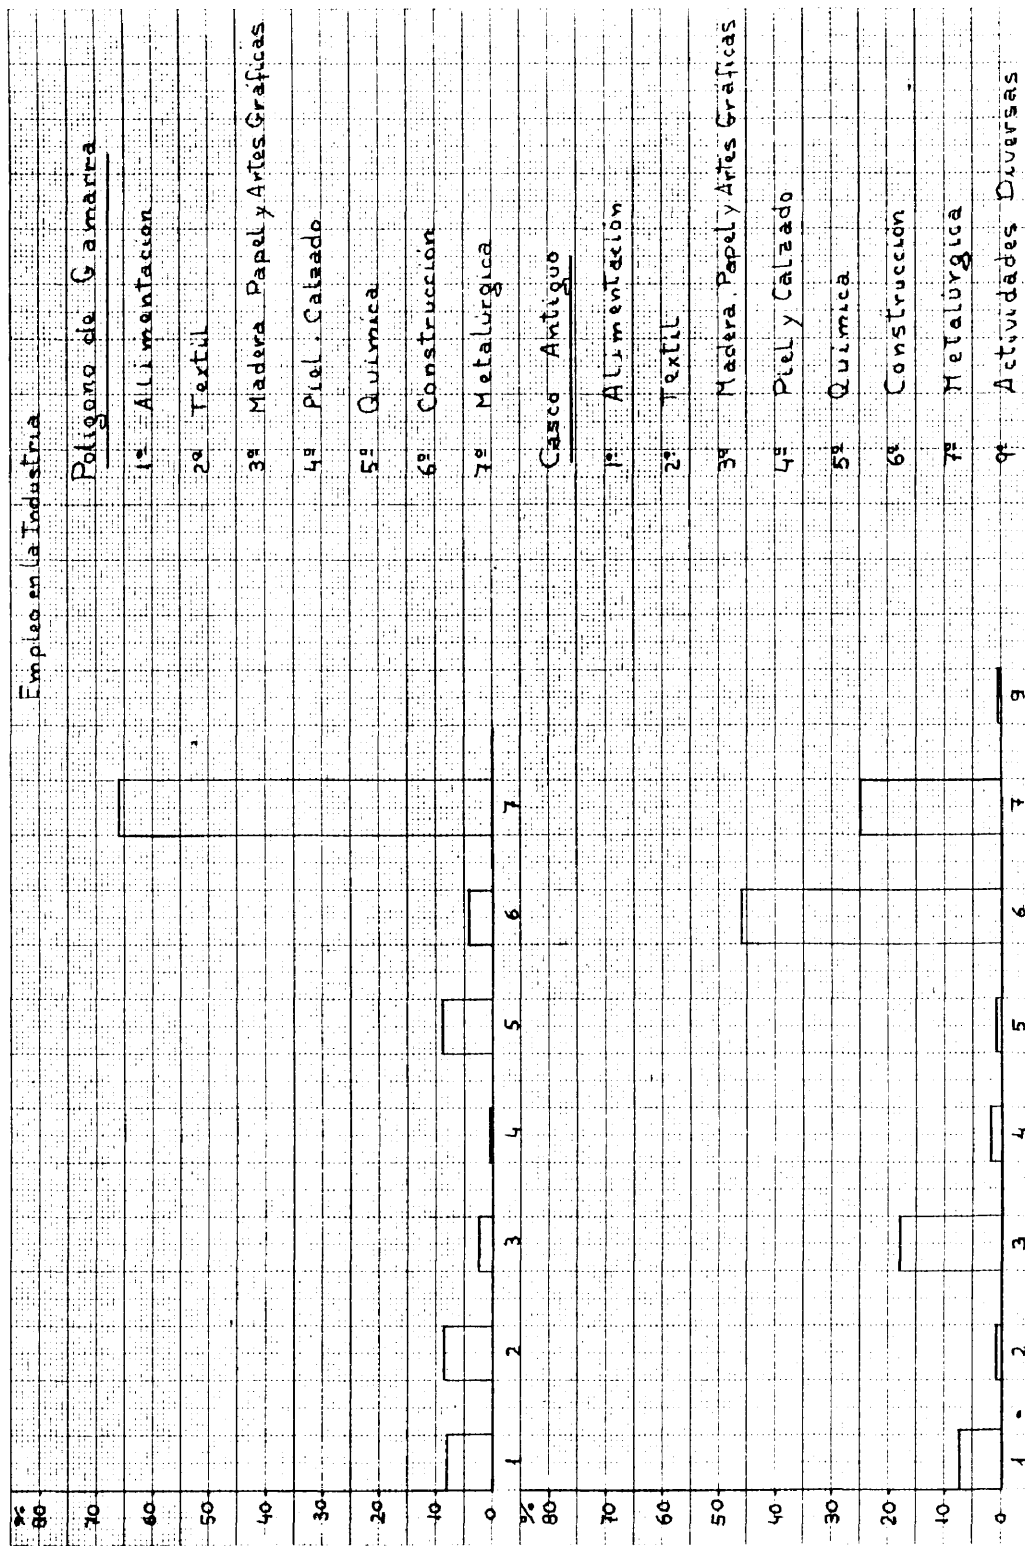 Empleo en la Industria
Poligono de Gamarra
1º Alimentacion
2º Textil
3º Madera Papel y Artes Gráficas
4º Piel. Calzado
5º Quimica
6º Construcción
7º Metalúrgica
%
80
70
60
50
40
30
20
10
0
1 2 3 4 5 6 7
Casco Antiguo
1º Alimentación
2º Textil
3º Madera, Papel y Artes Gráficas
4º Piel y Calzado
5º Quimica
6º Construcción
7º Metalúrgica
9º Actividades Diversas
%
80
70
60
50
40
30
20
10
0
1 2 3 4 5 6 7 9